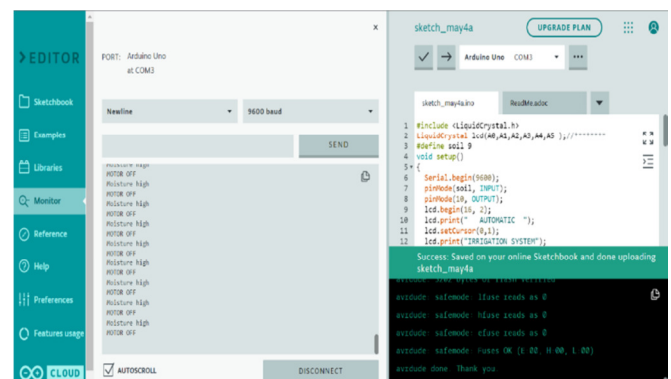 EDITOR
Sketchbook
Examples
Libraries
Monitor
Reference
Help
Preferences
Features usage
CLOUD
x
PORT: Arduino Uno
at COM3
Newline
9600 baud
SEND
Moisture high
MOTOR OFF
Moisture high
MOTOR OFF
Moisture high
MOTOR OFF
Moisture high
MOTOR OFF
Moisture high
MOTOR OFF
Moisture high
MOTOR OFF
Moisture high
MOTOR OFF
Moisture high
MOTOR OFF
Moisture high
MOTOR OFF
AUTOSCROLL
DISCONNECT
sketch_may4a
UPGRADE PLAN
Arduino Uno COM3
sketch_may4a.ino
ReadMe.adoc
1 #include <LiquidCrystal.h>
2 LiquidCrystal lcd(A0,A1,A2,A3,A4,A5 );//--------
3 #define soil 9
4 void setup()
5 {
6 Serial.begin(9600);
7 pinMode(soil, INPUT);
8 pinMode(10, OUTPUT);
9 lcd.begin(16, 2);
10 lcd.print("   AUTOMATIC  ");
11 lcd.setCursor(0,1);
12 lcd.print("IRRIGATION SYSTEM");
Success: Saved on your online Sketchbook and done uploading
sketch_may4a
bytes of flash verified
avrdude: safemode: lfuse reads as 0
avrdude: safemode: hfuse reads as 0
avrdude: safemode: efuse reads as 0
avrdude: safemode: Fuses OK (E:00, H:00, L:00)
avrdude done. Thank you.